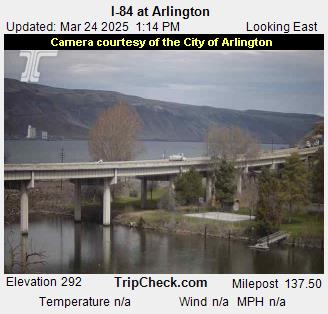 I-84 at Arlington
Updated: Mar 24 2025 1:14 PM Looking East
Camera courtesy of the City of Arlington
Elevation 292 TripCheck.com Milepost 137.50
Temperature n/a Wind n/a MPH n/a